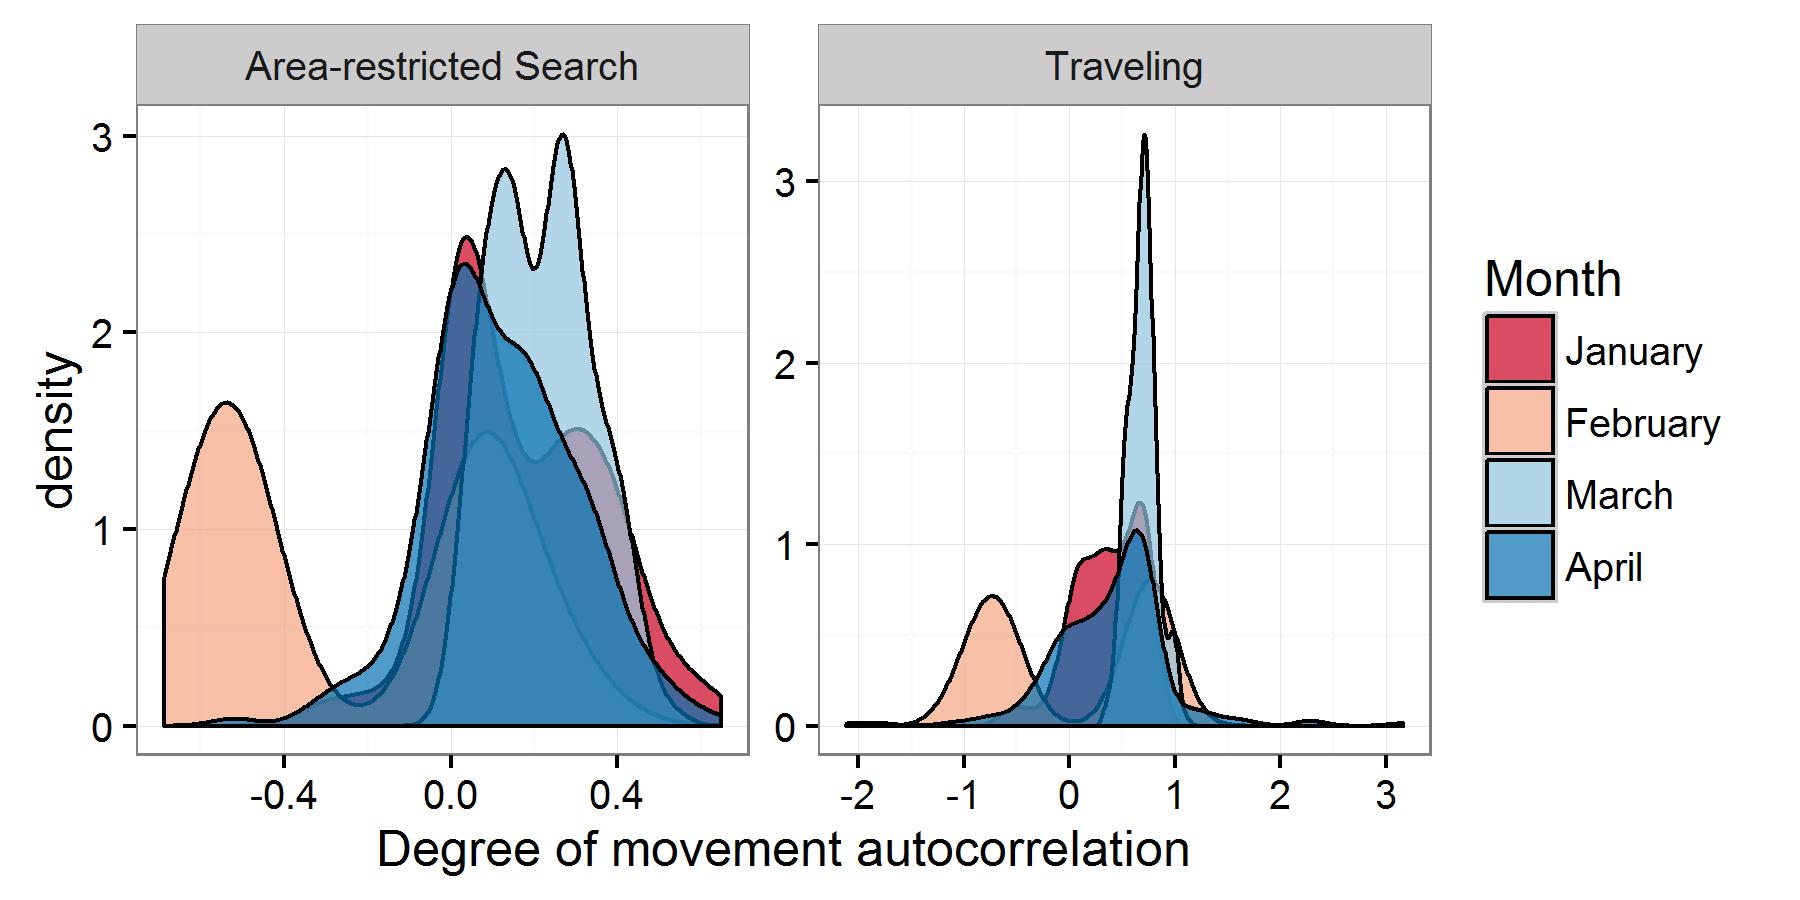 Area-restricted Search
Traveling
3
2
1
0
density
3
2
1
0
-0.4 0.0 0.4
-2 -1 0 1 2 3
Degree of movement autocorrelation
Month
January
February
March
April